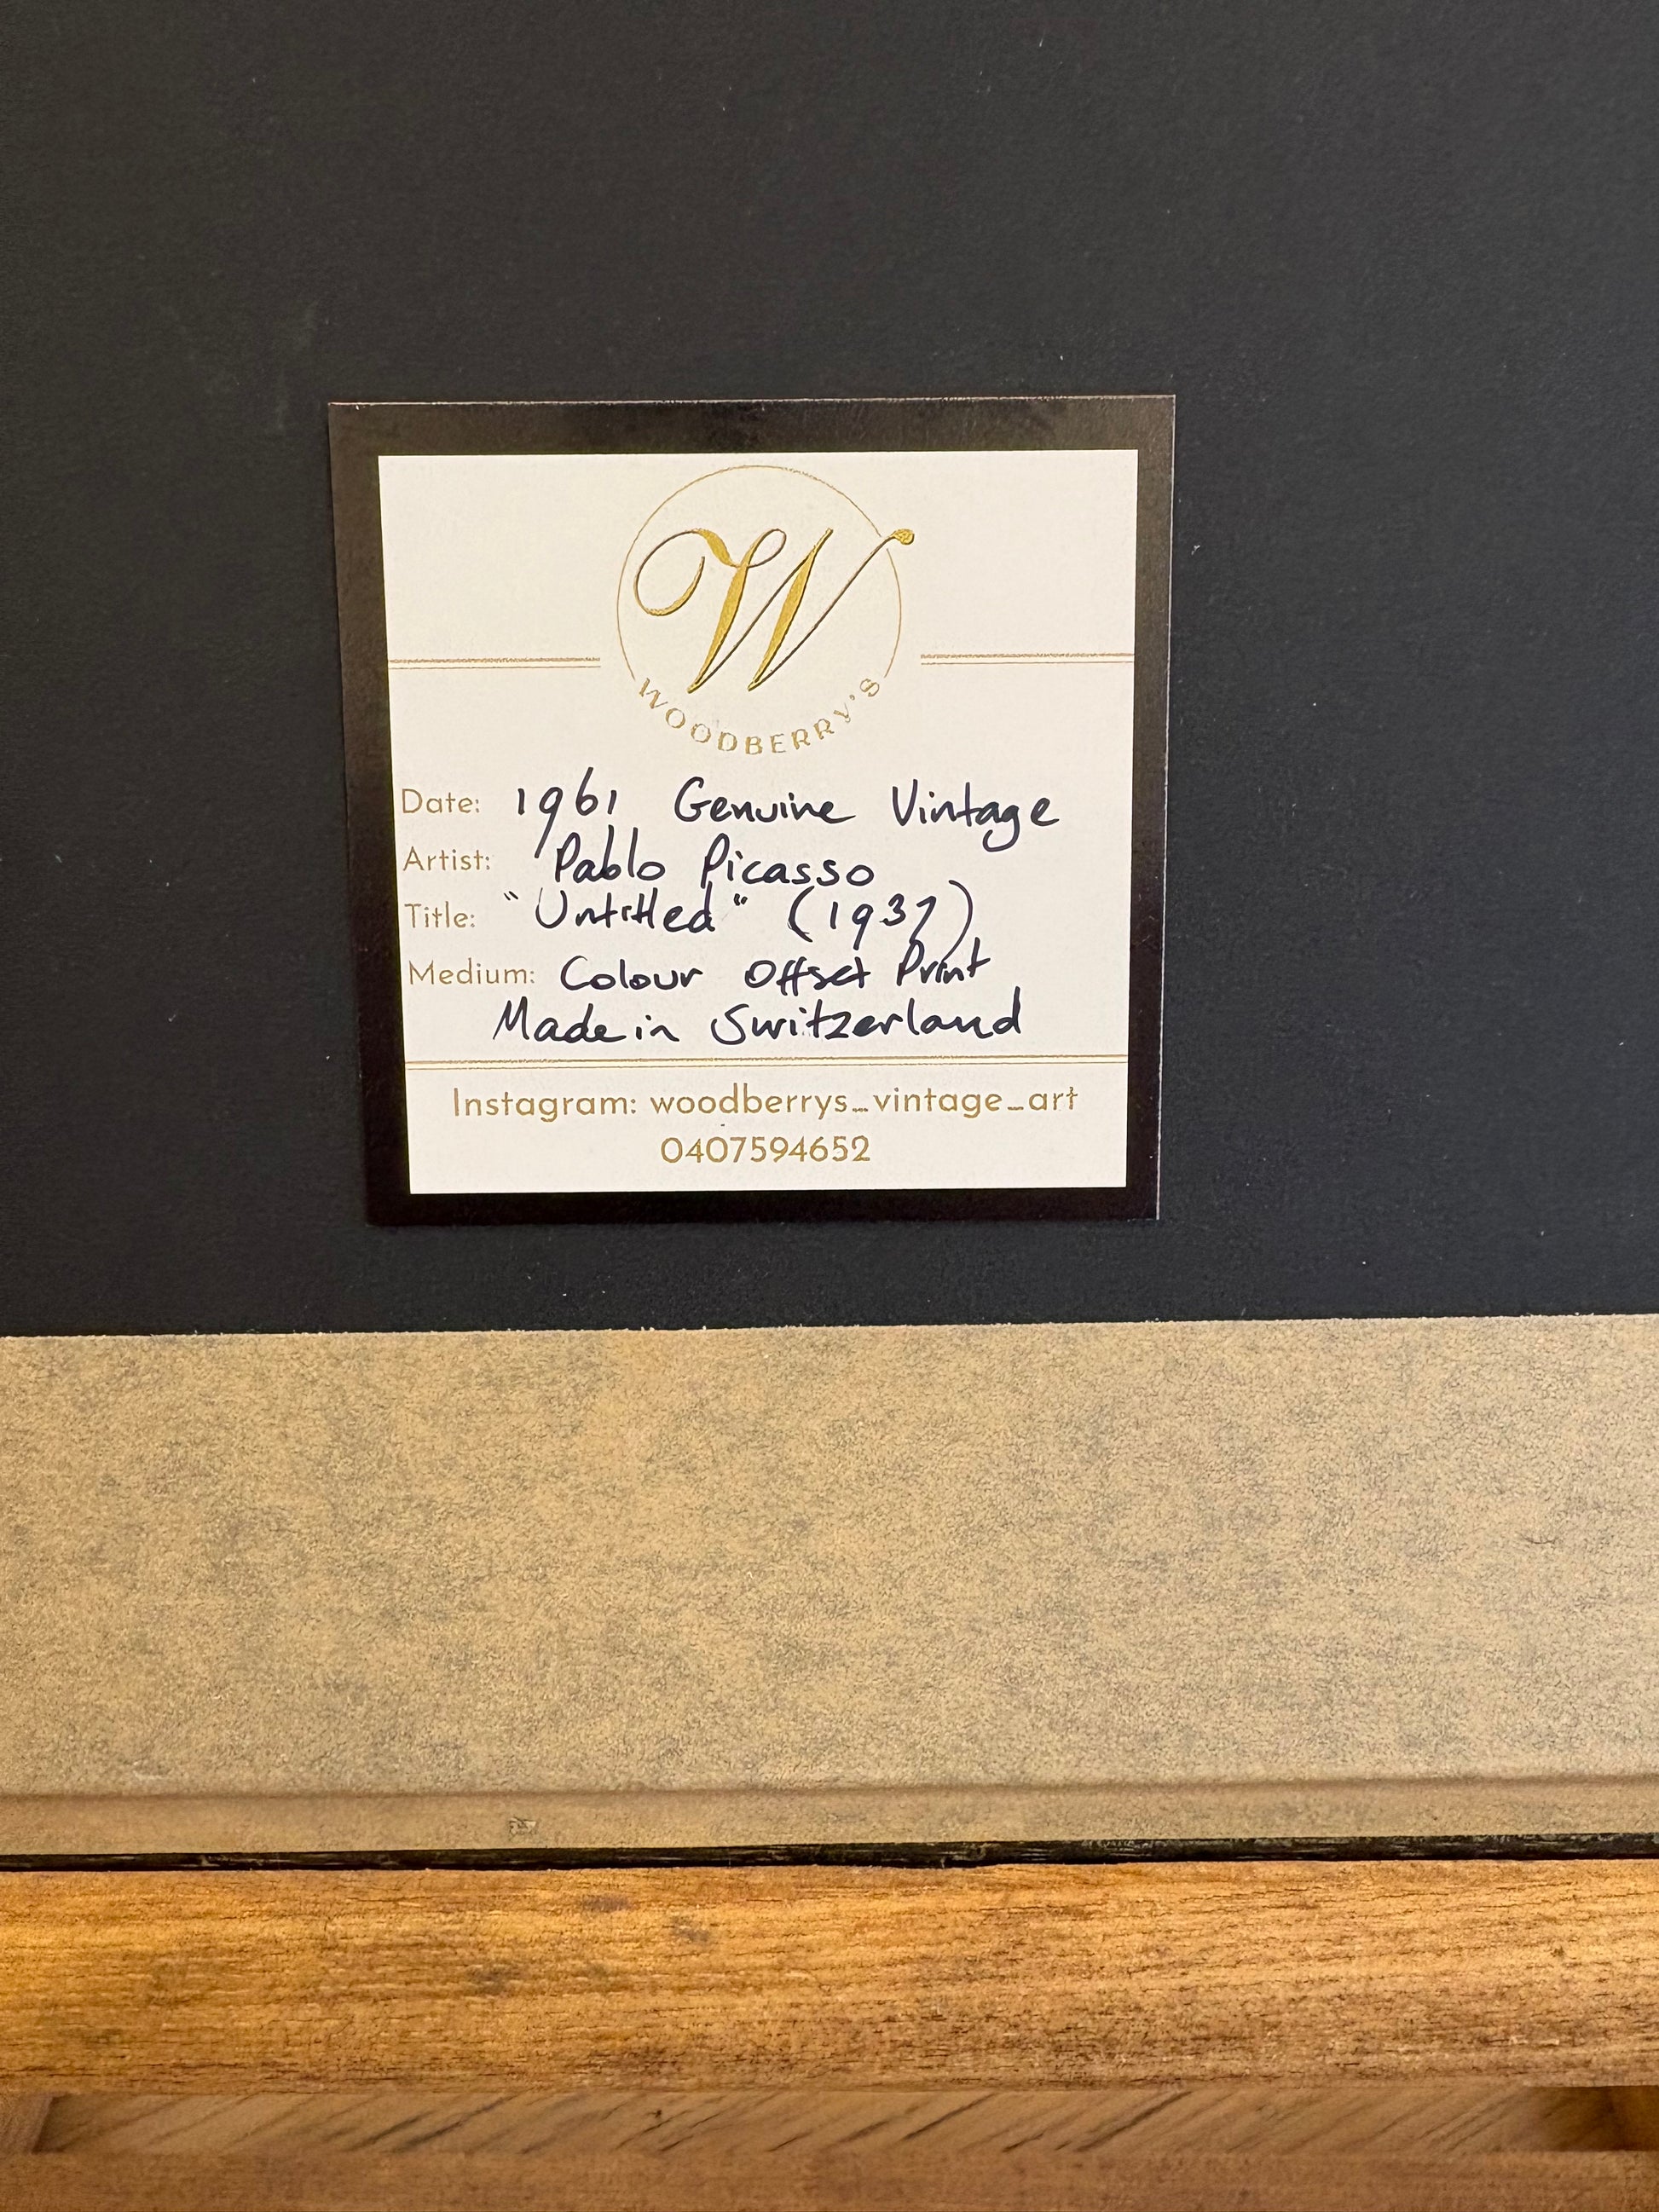 W
WOODBERRY'S
Date: 1961 Genuine Vintage
Artist: Pablo Picasso
Title: "Untitled" (1937)
Medium: Colour Offset Print
Made in Switzerland
Instagram: woodberrys_vintage_art
0407594652